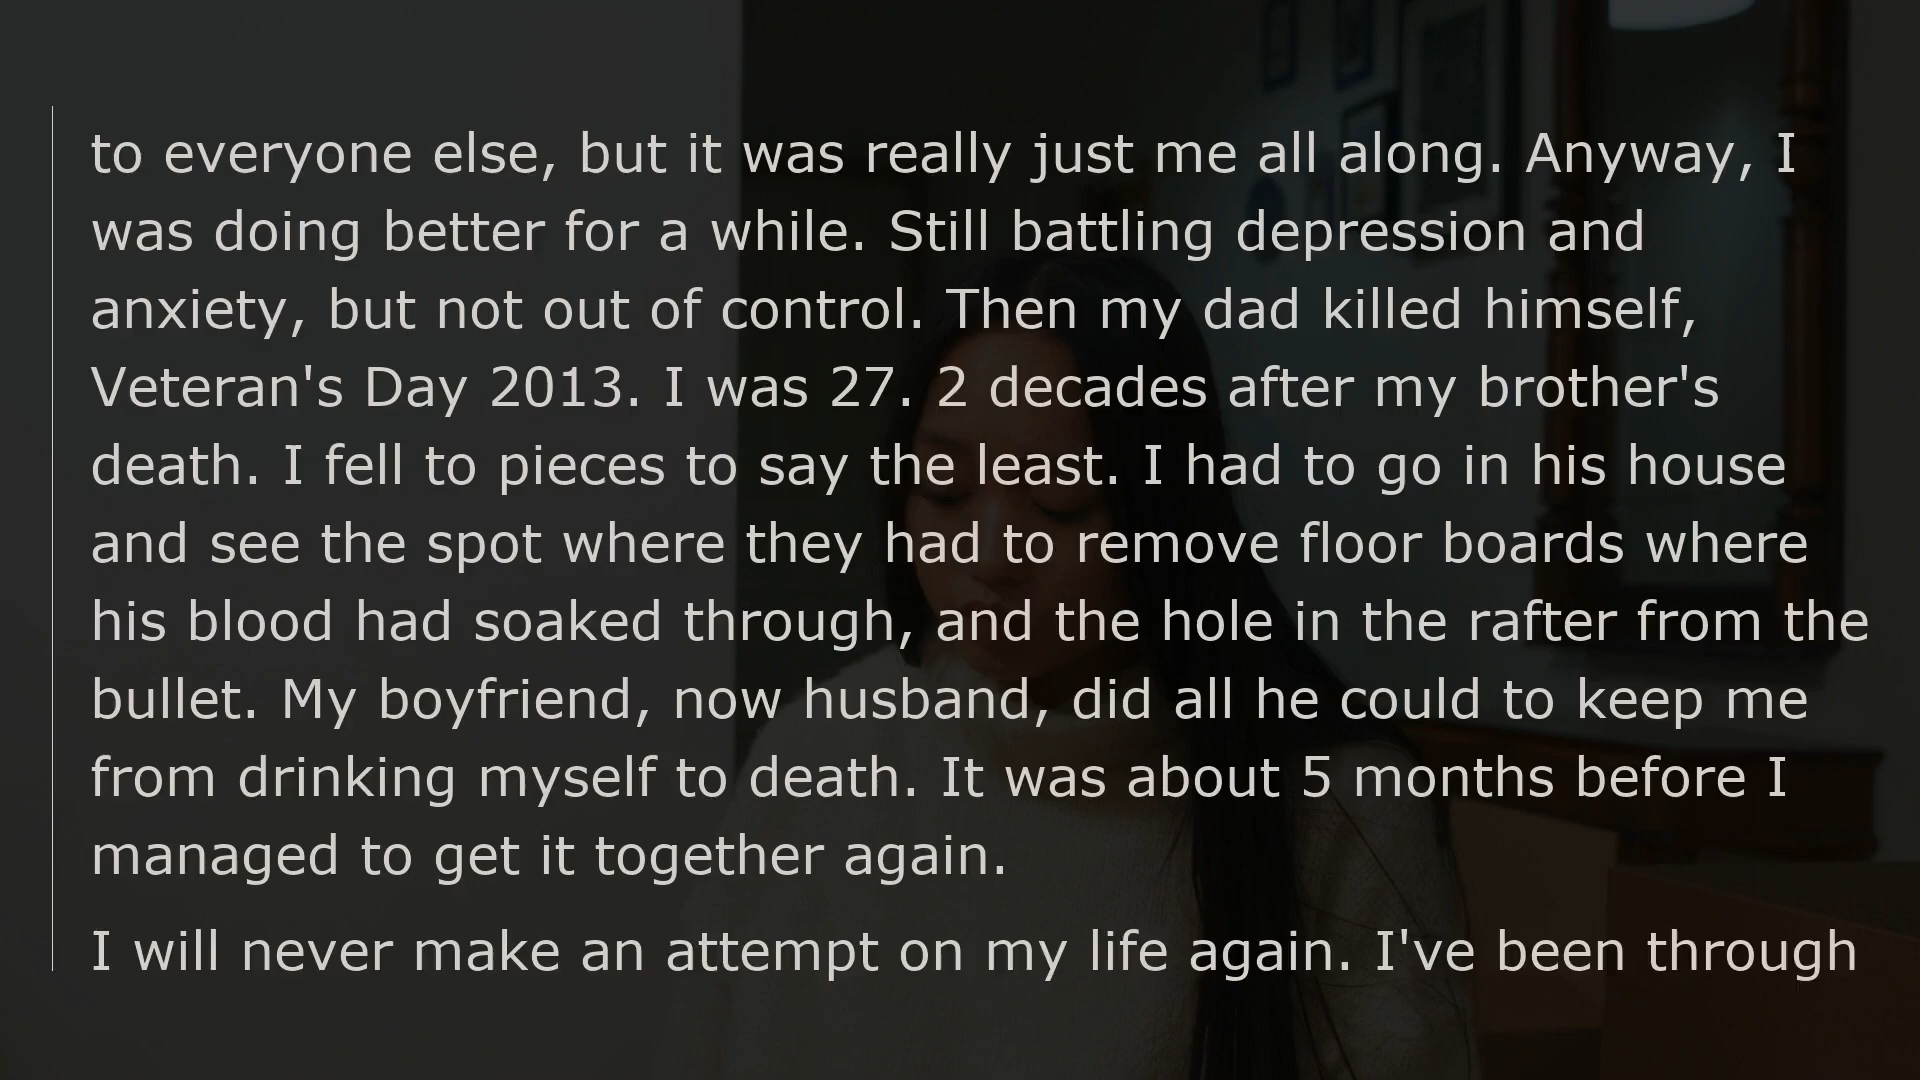 to everyone else, but it was really just me all along. Anyway, I
was doing better for a while. Still battling depression and
anxiety, but not out of control. Then my dad killed himself,
Veteran's Day 2013. I was 27. 2 decades after my brother's
death. I fell to pieces to say the least. I had to go in his house
and see the spot where they had to remove floor boards where
his blood had soaked through, and the hole in the rafter from the
bullet. My boyfriend, now husband, did all he could to keep me
from drinking myself to death. It was about 5 months before I
managed to get it together again.
I will never make an attempt on my life again. I've been through